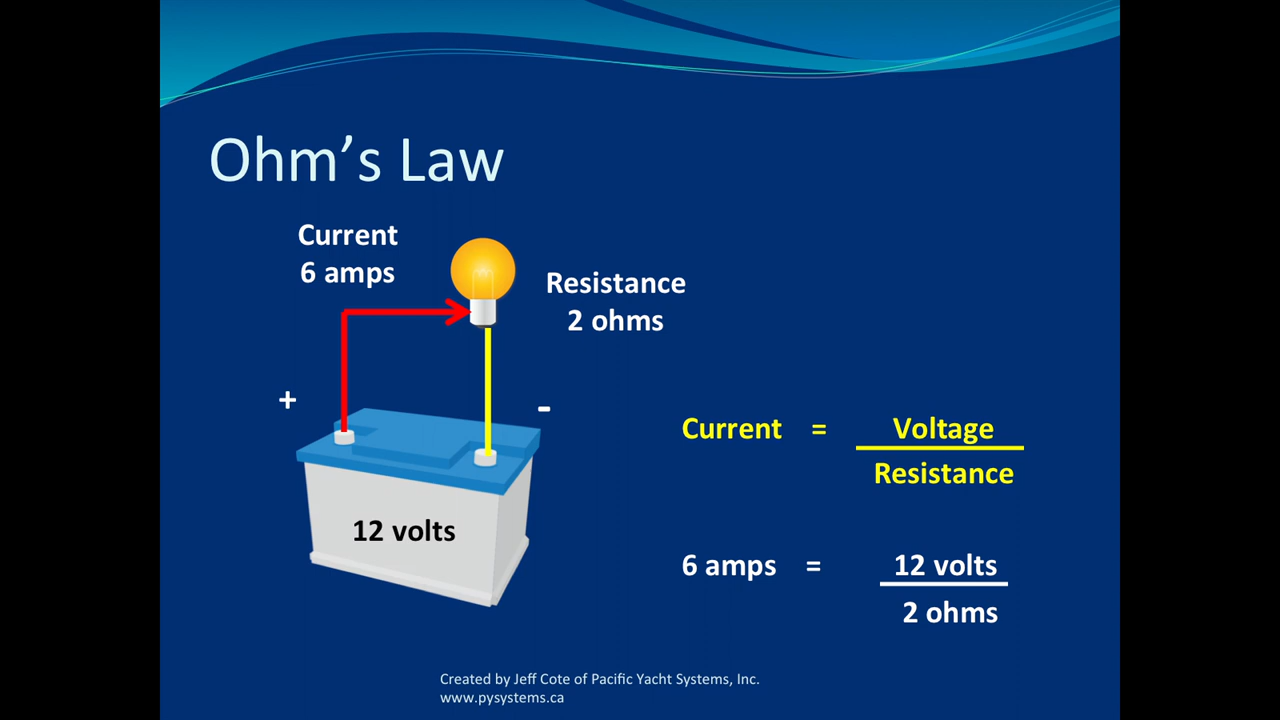 Ohm’s Law
Current
6 amps
Resistance
2 ohms
+
-
12 volts
Current = Voltage
Resistance
6 amps = 12 volts
2 ohms
Created by Jeff Cote of Pacific Yacht Systems, Inc.
www.pysystems.ca